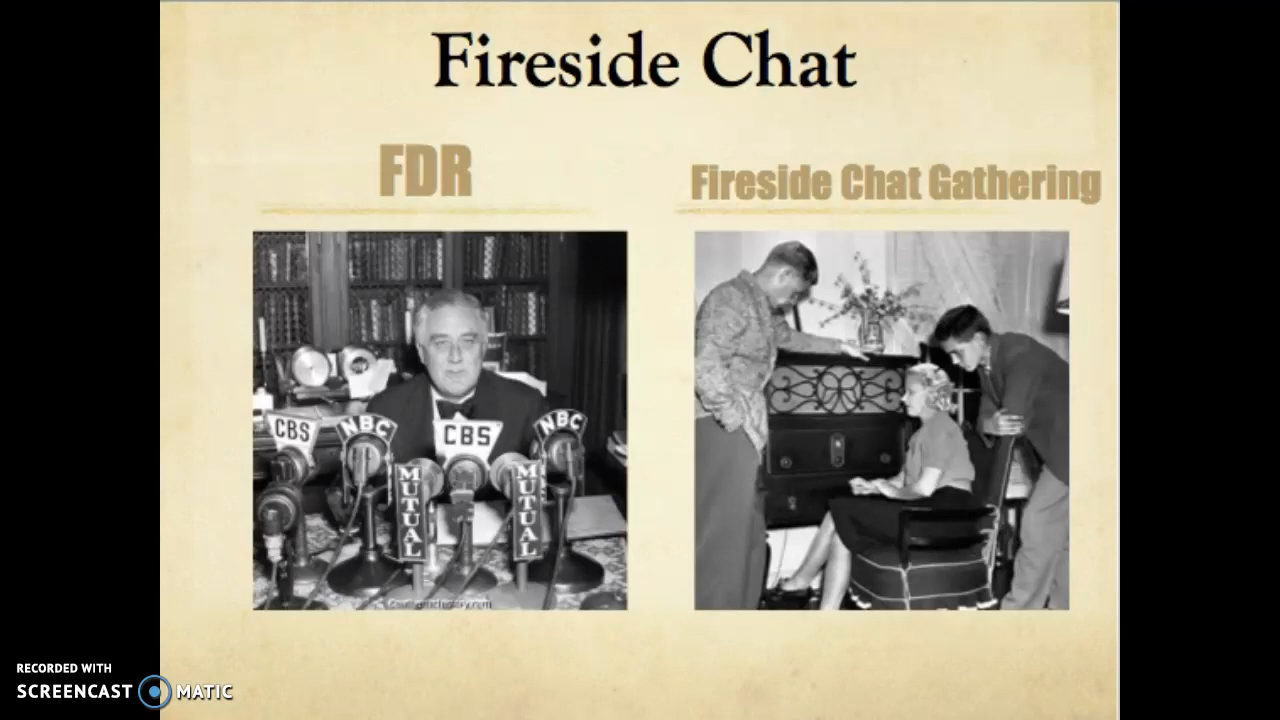 Fireside Chat
FDR
Fireside Chat Gathering
CBS
NBC
CBS
NBC
MUTUAL
MUTUAL
RECORDED WITH
SCREENCAST MATIC